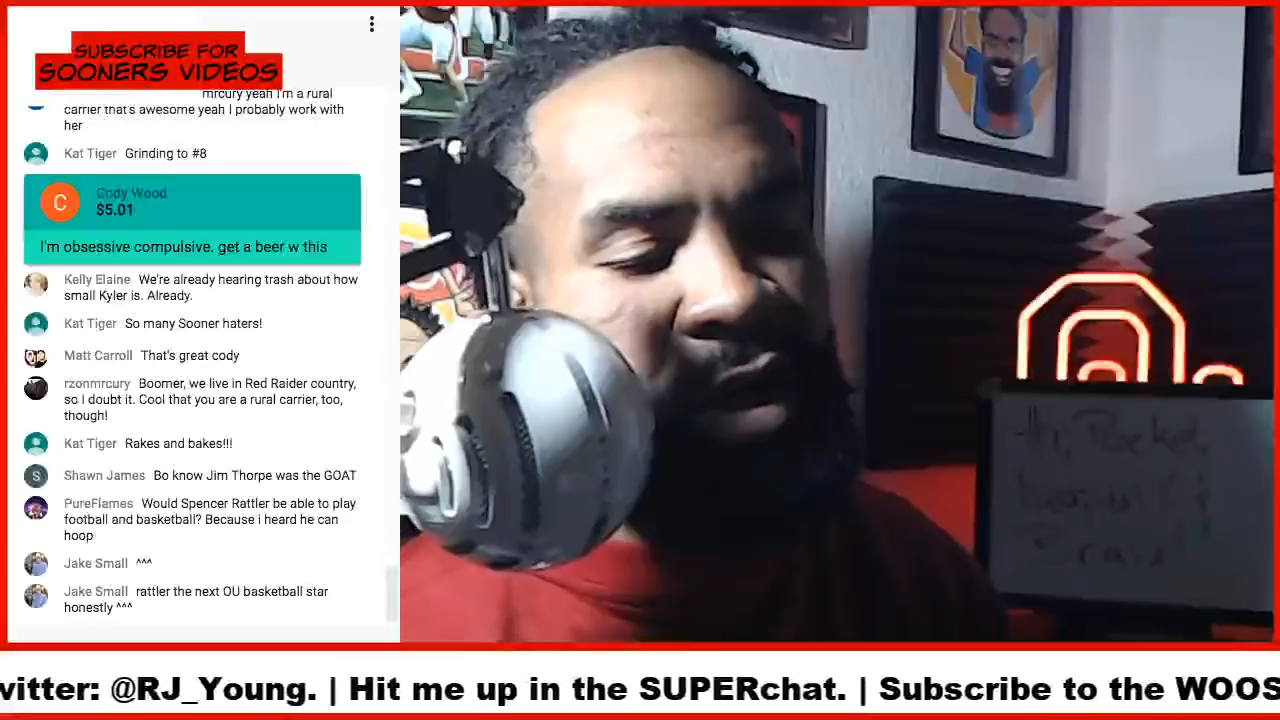 SUBSCRIBE FOR
SOONERS VIDEOS
mrcury yeah I'm a rural
carrier that's awesome yeah I probably work with
her
Kat Tiger Grinding to #8
C
Cody Wood
$5.01
I'm obsessive compulsive. get a beer w this
Kelly Elaine We're already hearing trash about how
small Kyler is. Already.
Kat Tiger So many Sooner haters!
Matt Carroll That's great cody
rzonmrcury Boomer, we live in Red Raider country,
so I doubt it. Cool that you are a rural carrier, too,
though!
Kat Tiger Rakes and bakes!!!
S
Shawn James Bo know Jim Thorpe was the GOAT
PureFlames Would Spencer Rattler be able to play
football and basketball? Because i heard he can
hoop
Jake Small ^^^
Jake Small rattler the next OU basketball star
honestly ^^^
Hi,
vitter: @RJ_Young. | Hit me up in the SUPERchat. | Subscribe to the WOOS